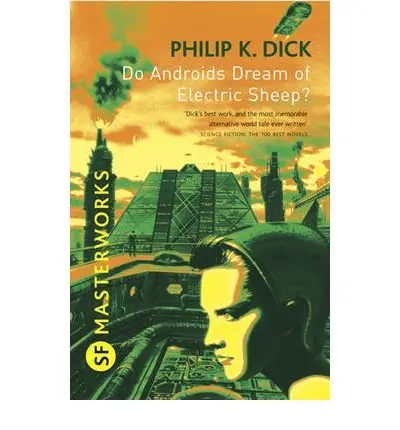 PHILIP K. DICK
Do Androids Dream of
Electric Sheep?
'Dick's best work, and the most memorable
alternative world tale ever written'
SCIENCE FICTION: THE 100 BEST NOVELS
SF MASTERWORKS